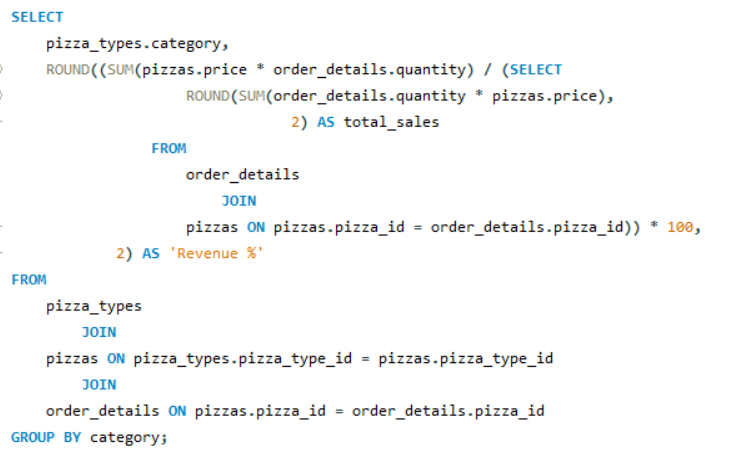 SELECT
    pizza_types.category,
    ROUND((SUM(pizzas.price * order_details.quantity) / (SELECT
                    ROUND(SUM(order_details.quantity * pizzas.price),
                                2) AS total_sales
                FROM
                    order_details
                        JOIN
                    pizzas ON pizzas.pizza_id = order_details.pizza_id)) * 100,
            2) AS 'Revenue %'
FROM
    pizza_types
        JOIN
    pizzas ON pizza_types.pizza_type_id = pizzas.pizza_type_id
        JOIN
    order_details ON pizzas.pizza_id = order_details.pizza_id
GROUP BY category;